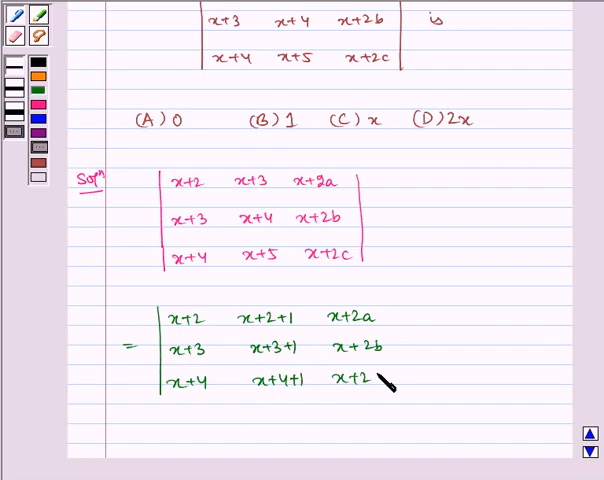 x+3 x+4 x+2b is
x+4 x+5 x+2c
(A) 0 (B) 1 (C) x (D) 2x
Solⁿ
x+2 x+3 x+2a
x+3 x+4 x+2b
x+4 x+5 x+2c
x+2 x+2+1 x+2a
= x+3 x+3+1 x+2b
x+4 x+4+1 x+2